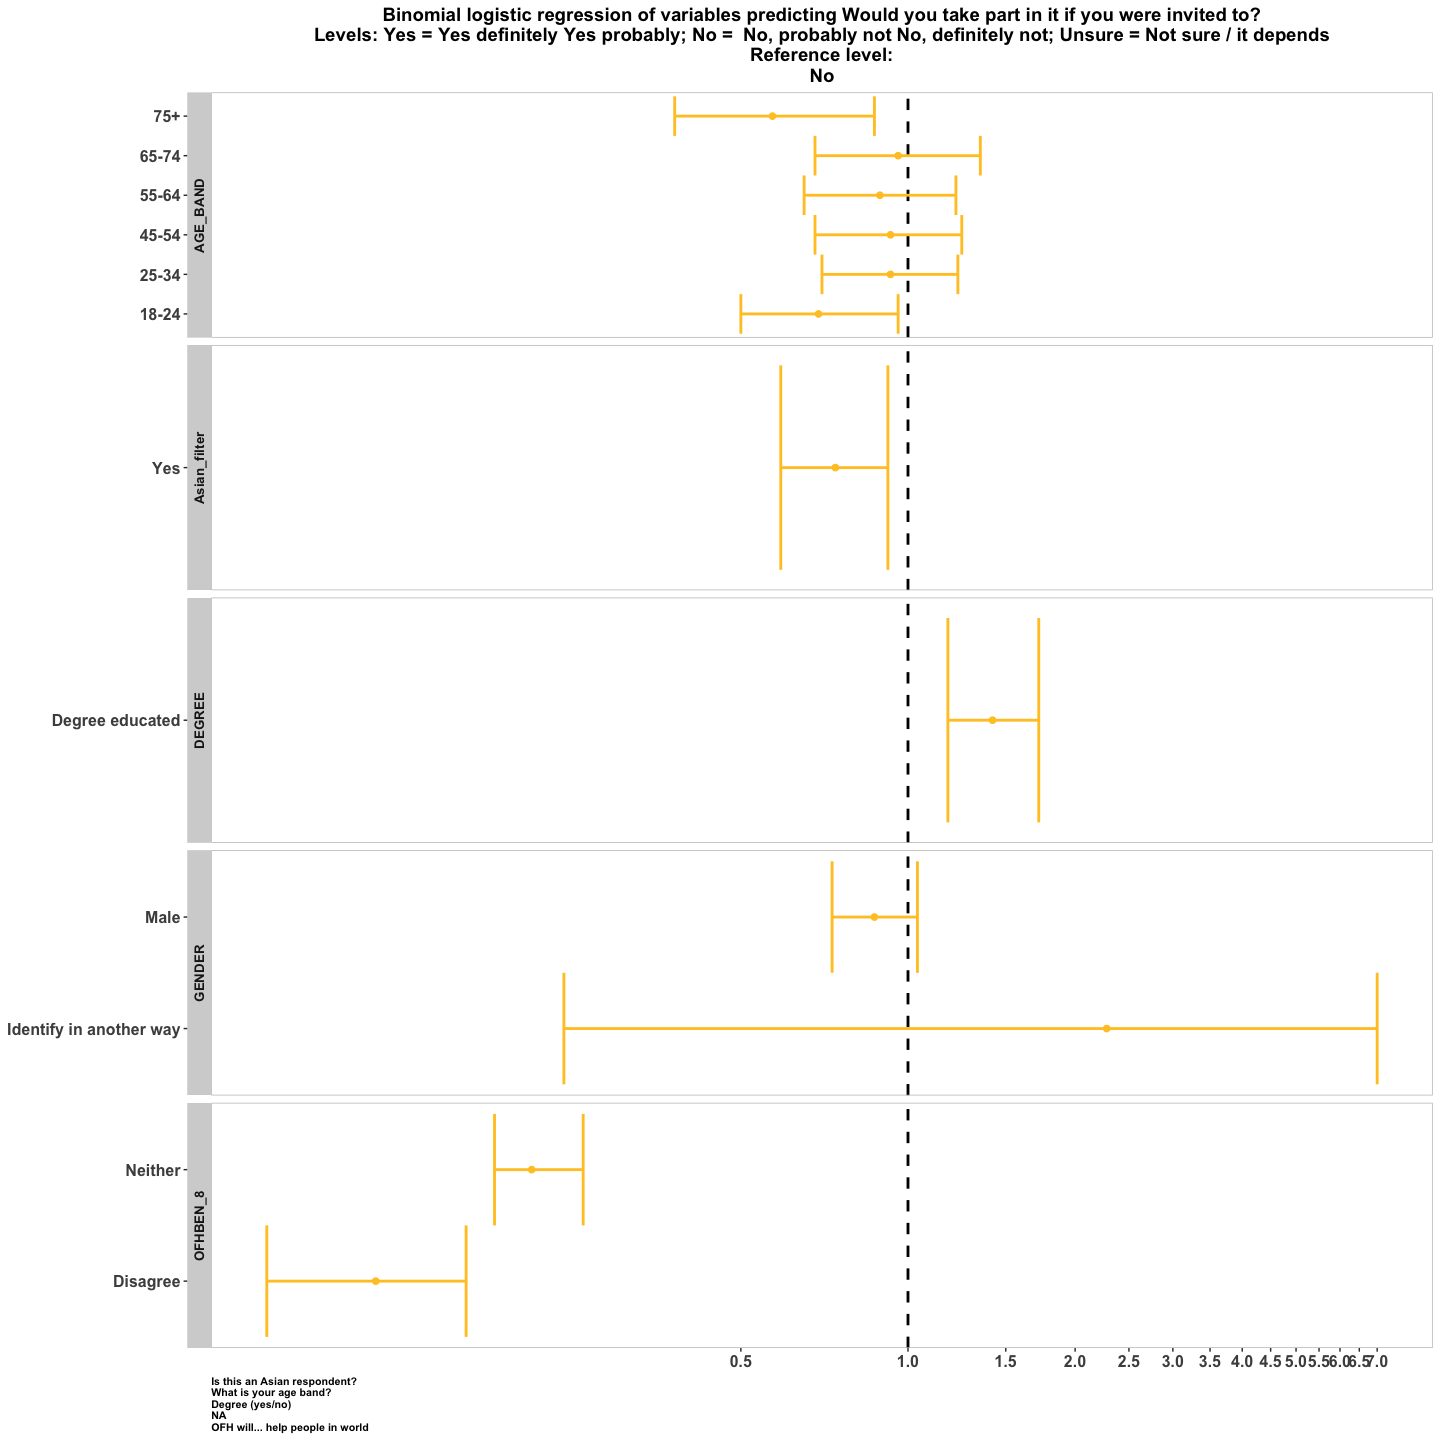 Binomial logistic regression of variables predicting Would you take part in it if you were invited to?
Levels: Yes = Yes definitely Yes probably; No =  No, probably not No, definitely not; Unsure = Not sure / it depends
Reference level:
No
AGE_BAND
75+
65-74
55-64
45-54
25-34
18-24
Asian_filter
Yes
DEGREE
Degree educated
GENDER
Male
Identify in another way
OFHBEN_8
Neither
Disagree
0.5 1.0 1.5 2.0 2.5 3.0 3.5 4.0 4.5 5.0 5.5 6.0 6.5 7.0
Is this an Asian respondent?
What is your age band?
Degree (yes/no)
NA
OFH will... help people in world